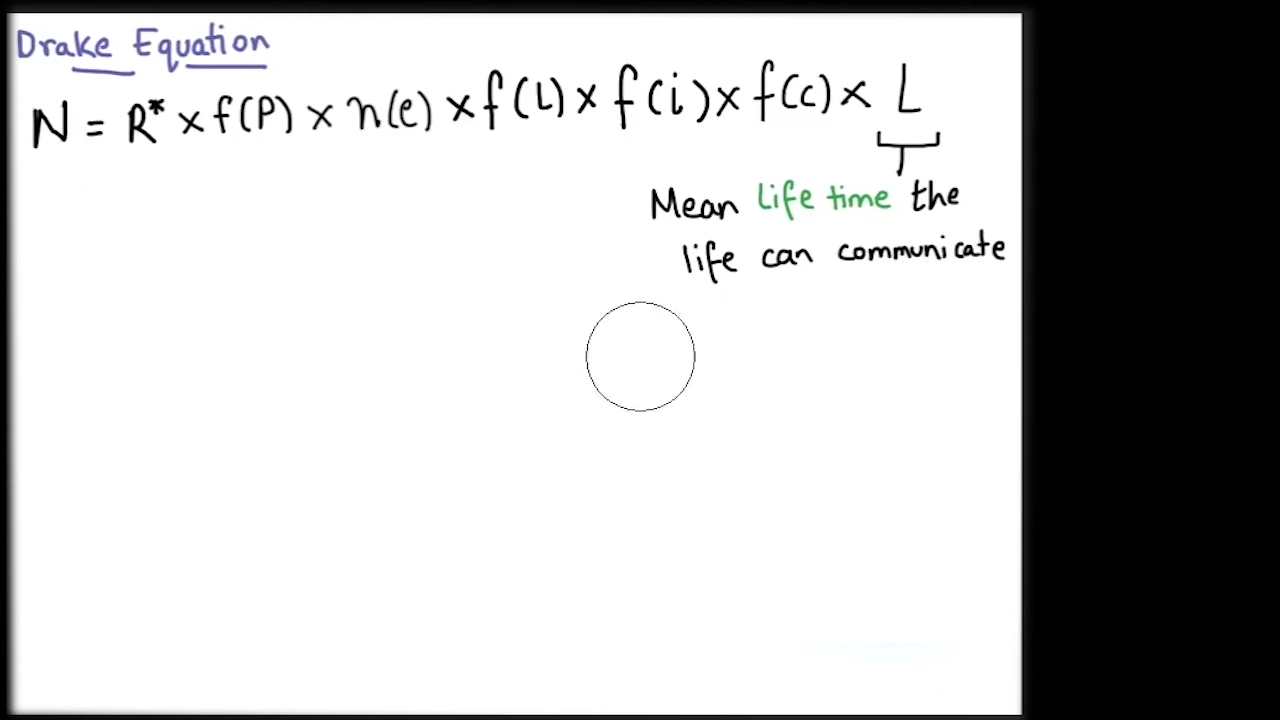 Drake Equation
N = R* × f(P) × n(e) × f(L) × f(i) × f(c) × L
Mean life time the
life can communicate